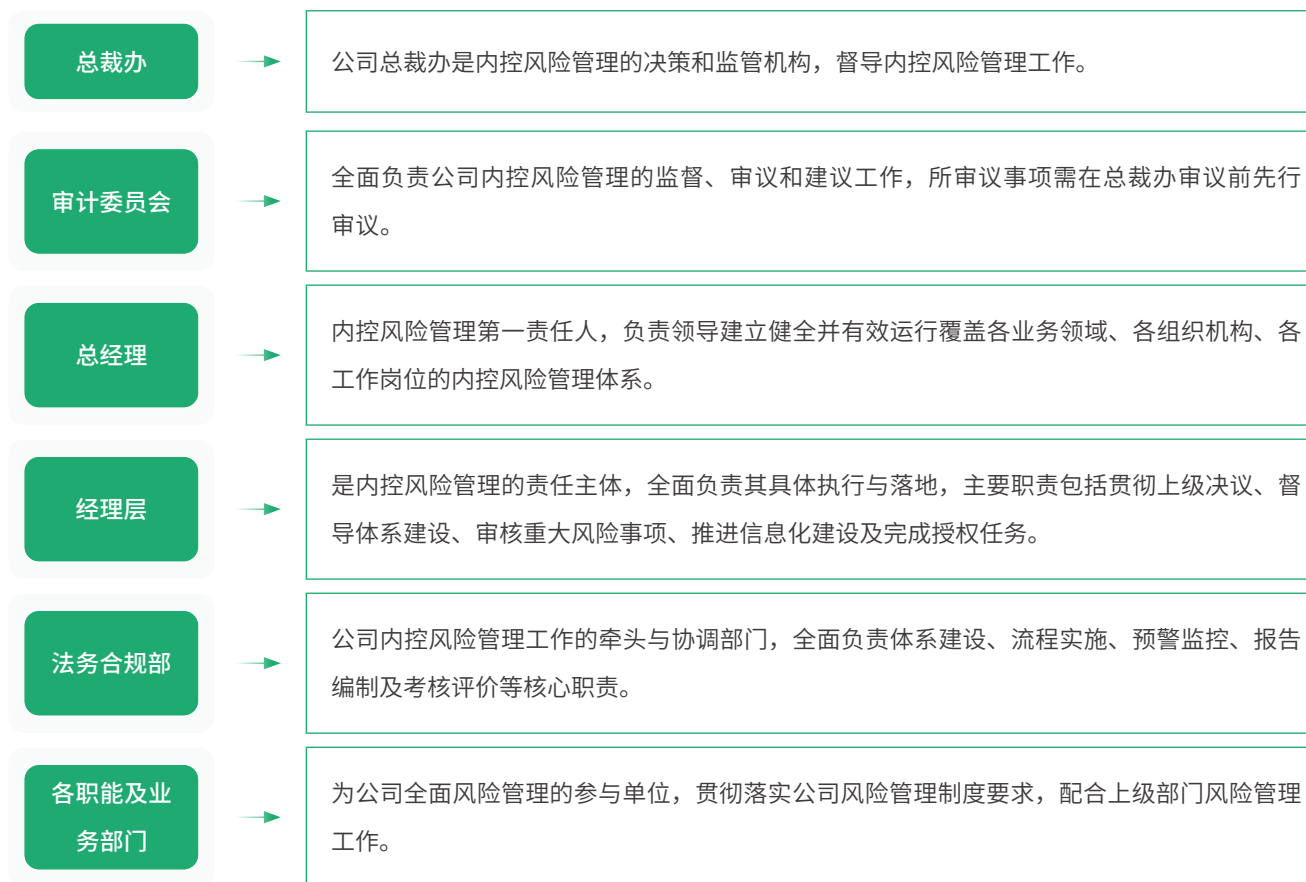 总裁办
公司总裁办是内控风险管理的决策和监管机构，督导内控风险管理工作。
审计委员会
全面负责公司内控风险管理的监督、审议和建议工作，所审议事项需在总裁办审议前先行
审议。
总经理
内控风险管理第一责任人，负责领导建立健全并有效运行覆盖各业务领域、各组织机构、各
工作岗位的内控风险管理体系。
经理层
是内控风险管理的责任主体，全面负责其具体执行与落地，主要职责包括贯彻上级决议、督
导体系建设、审核重大风险事项、推进信息化建设及完成授权任务。
法务合规部
公司内控风险管理工作的牵头与协调部门，全面负责体系建设、流程实施、预警监控、报告
编制及考核评价等核心职责。
各职能及业
务部门
为公司全面风险管理的参与单位，贯彻落实公司风险管理制度要求，配合上级部门风险管理
工作。